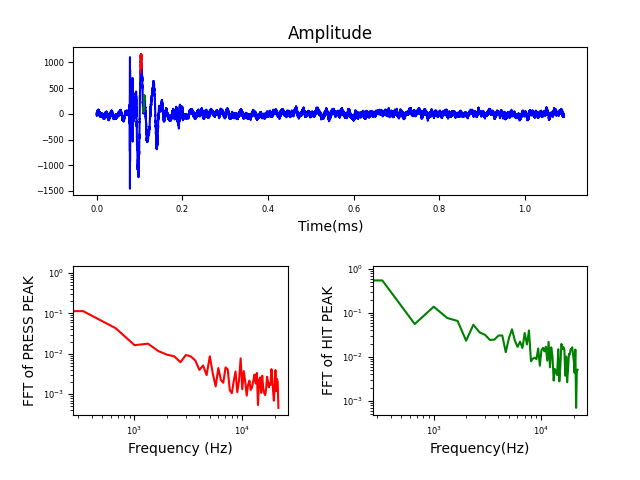 Amplitude
1000
500
0
−500
−1000
−1500
0.0 0.2 0.4 0.6 0.8 1.0
Time(ms)
FFT of PRESS PEAK
10⁰
10⁻¹
10⁻²
10⁻³
10³ 10⁴
Frequency (Hz)
FFT of HIT PEAK
10⁰
10⁻¹
10⁻²
10⁻³
10³ 10⁴
Frequency(Hz)